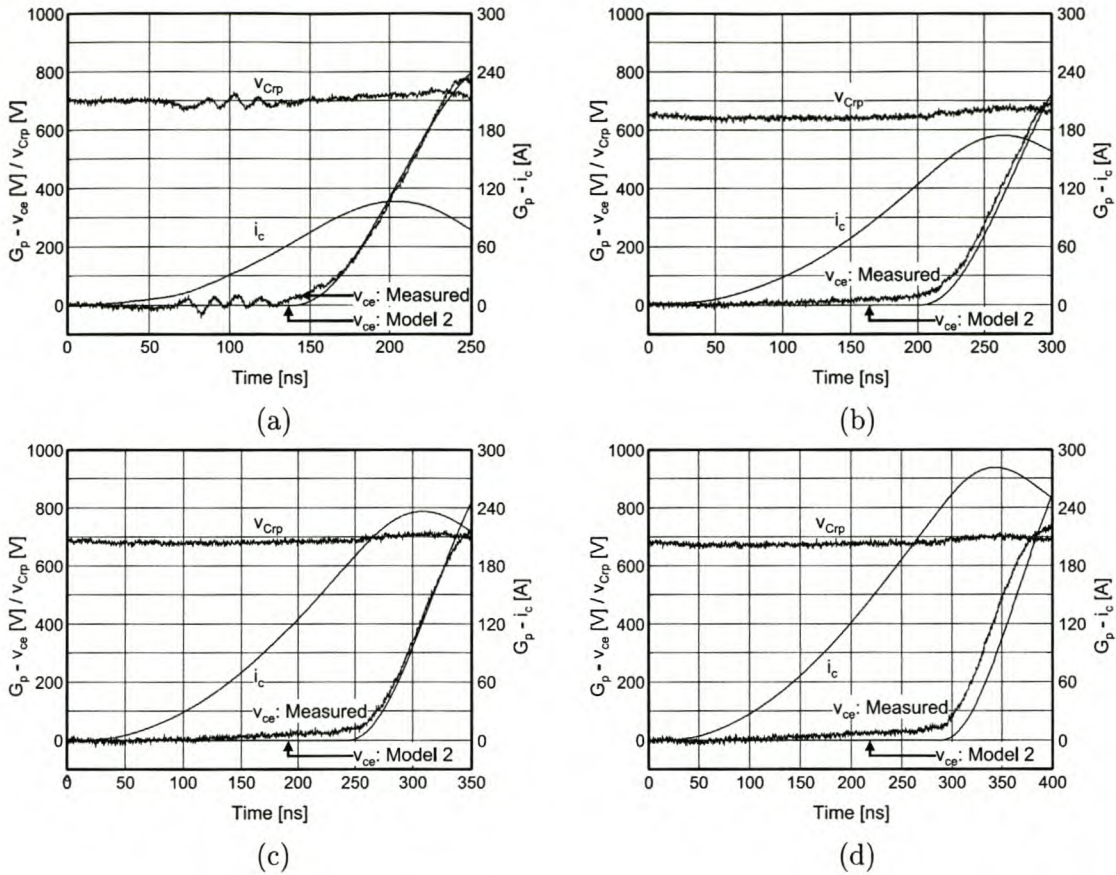 1000
800
600
400
200
0
G_p - v_ce [V] / v_Crp [V]
300
240
180
120
60
0
G_p - i_c [A]
v_Crp
i_c
v_ce: Measured
v_ce: Model 2
0 50 100 150 200 250
Time [ns]
(a)
1000
800
600
400
200
0
G_p - v_ce [V] / v_Crp [V]
300
240
180
120
60
0
G_p - i_c [A]
v_Crp
i_c
v_ce: Measured
v_ce: Model 2
0 50 100 150 200 250 300
Time [ns]
(b)
1000
800
600
400
200
0
G_p - v_ce [V] / v_Crp [V]
300
240
180
120
60
0
G_p - i_c [A]
v_Crp
i_c
v_ce: Measured
v_ce: Model 2
0 50 100 150 200 250 300 350
Time [ns]
(c)
1000
800
600
400
200
0
G_p - v_ce [V] / v_Crp [V]
300
240
180
120
60
0
G_p - i_c [A]
v_Crp
i_c
v_ce: Measured
v_ce: Model 2
0 50 100 150 200 250 300 350 400
Time [ns]
(d)